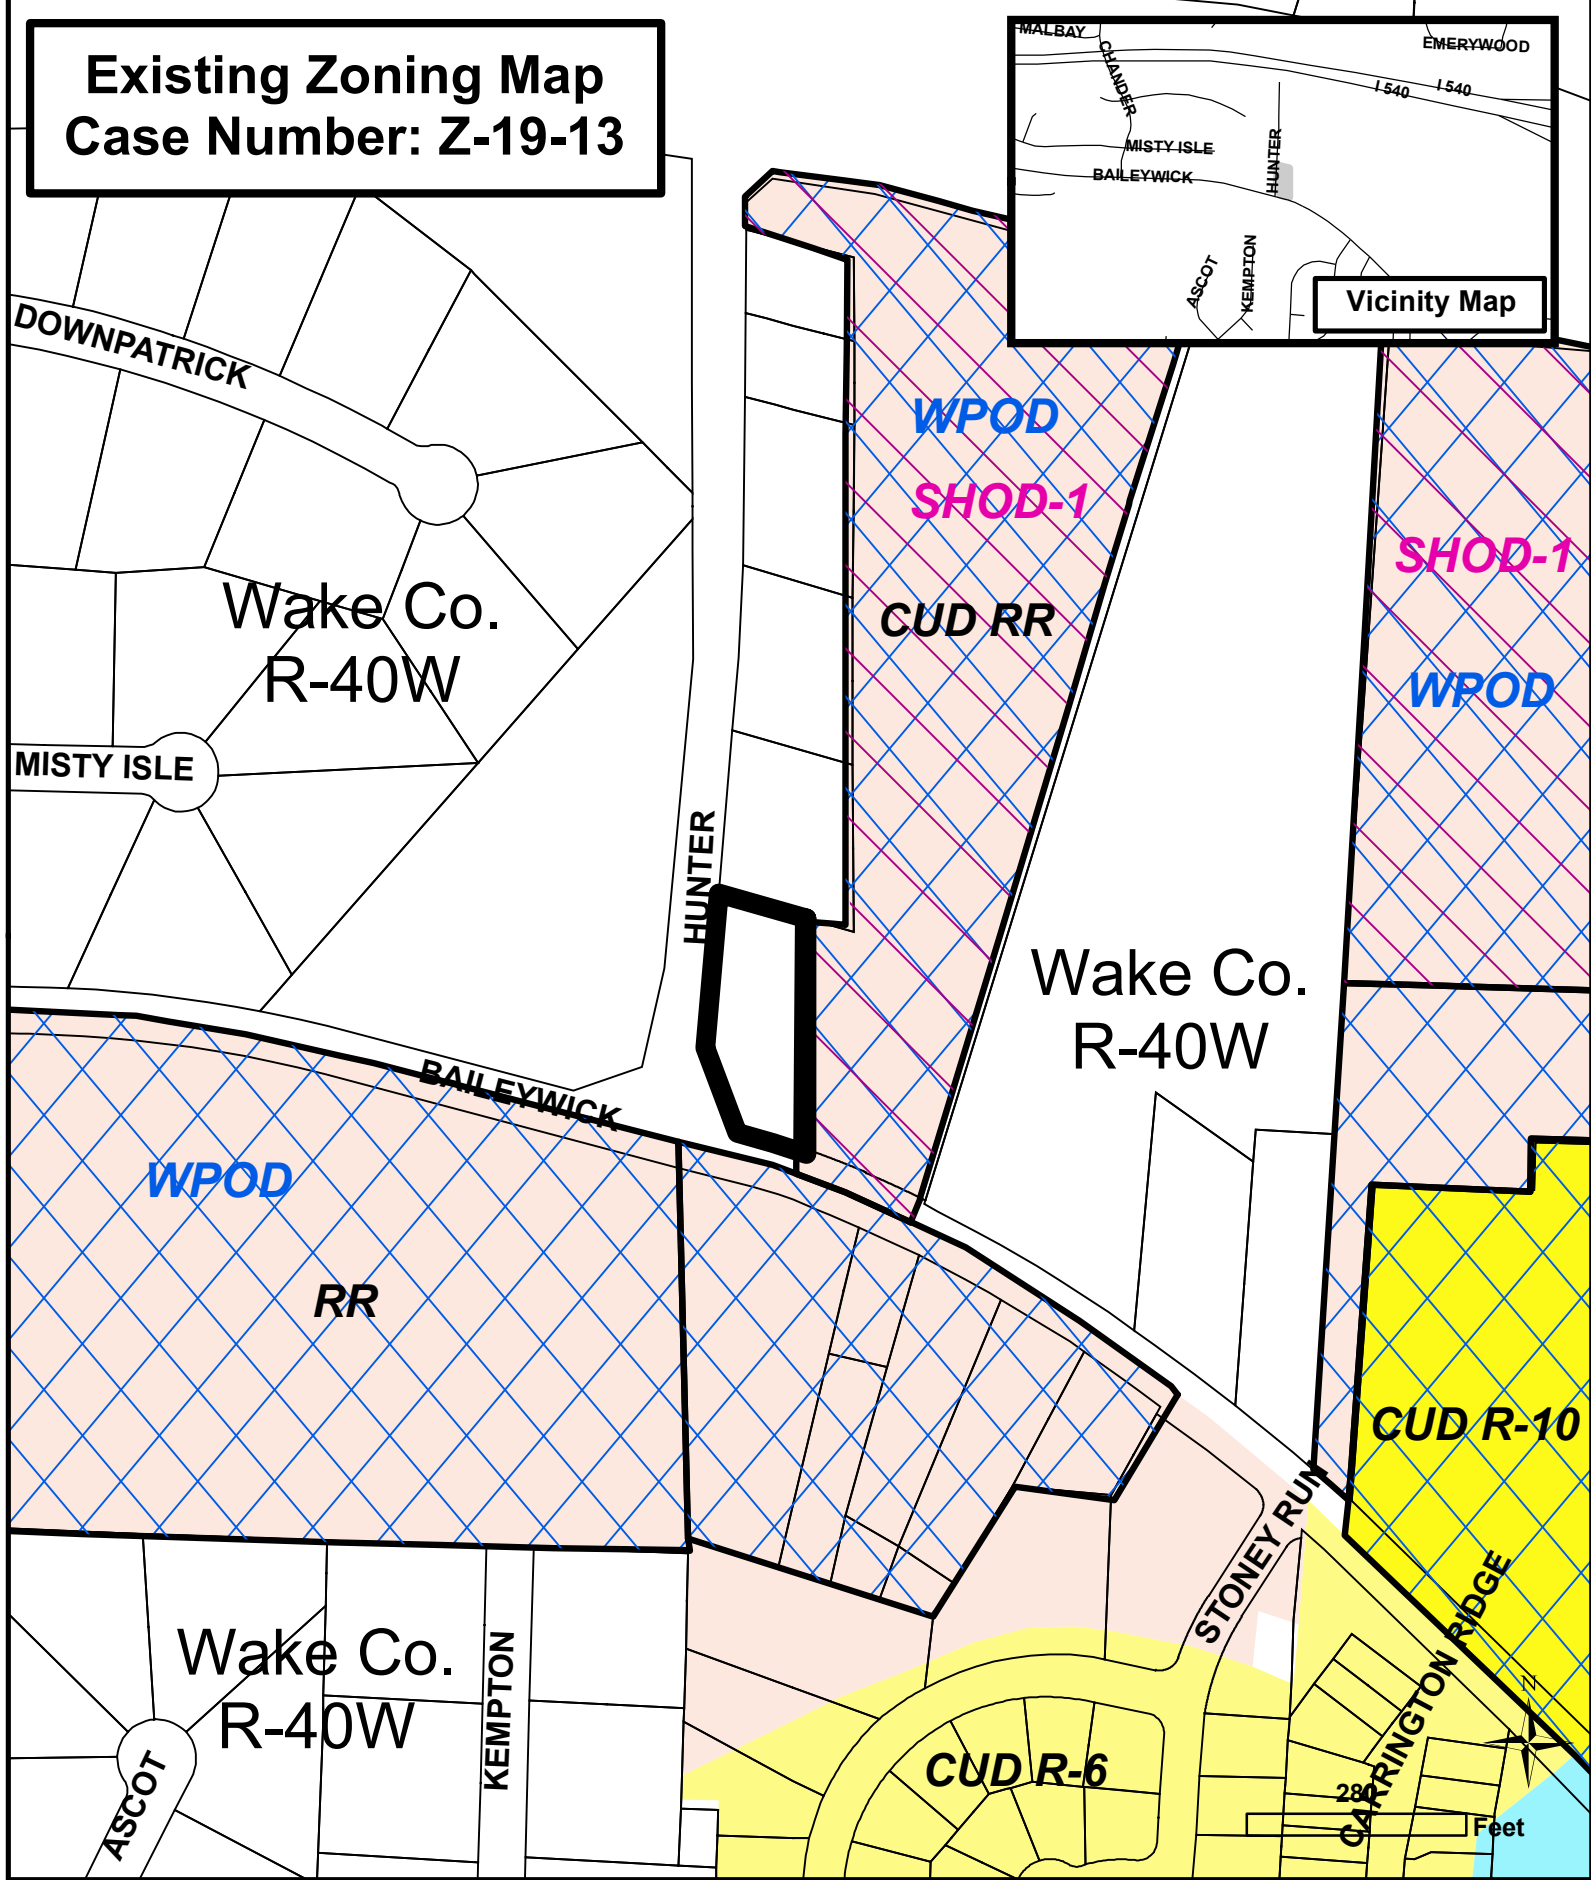 Existing Zoning Map
Case Number: Z-19-13
MALBAY
CHANDER
EMERYWOOD
I 540
I 540
MISTY ISLE
HUNTER
BAILEYWICK
ASCOT
KEMPTON
Vicinity Map
DOWNPATRICK
WPOD
SHOD-1
CUD RR
SHOD-1
WPOD
Wake Co.
R-40W
MISTY ISLE
HUNTER
Wake Co.
R-40W
BAILEYWICK
WPOD
RR
CUD R-10
STONEY RUN
CARRINGTON RIDGE
Wake Co.
R-40W
KEMPTON
ASCOT
CUD R-6
N
280
Feet